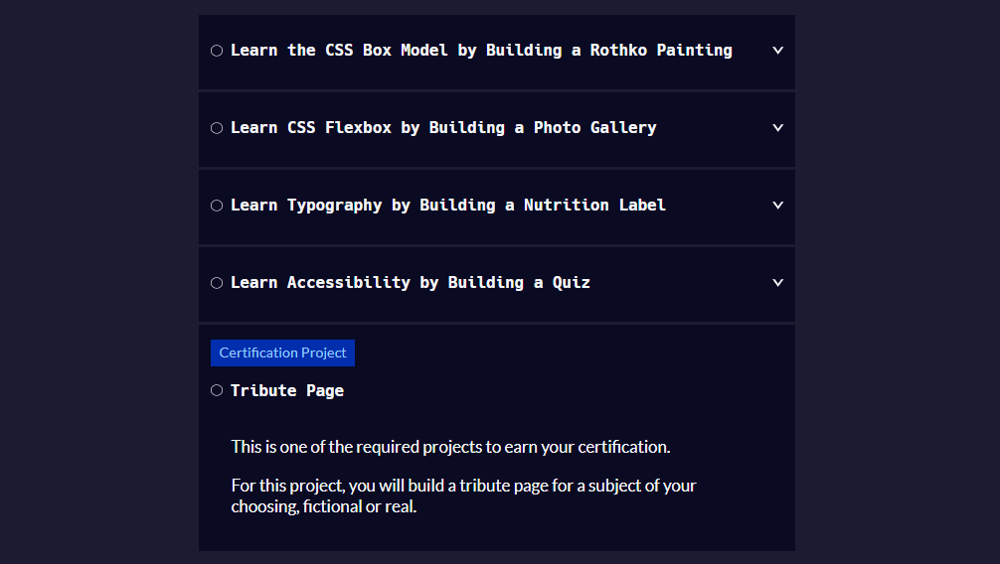 Learn the CSS Box Model by Building a Rothko Painting
Learn CSS Flexbox by Building a Photo Gallery
Learn Typography by Building a Nutrition Label
Learn Accessibility by Building a Quiz
Certification Project
Tribute Page
This is one of the required projects to earn your certification.
For this project, you will build a tribute page for a subject of your
choosing, fictional or real.